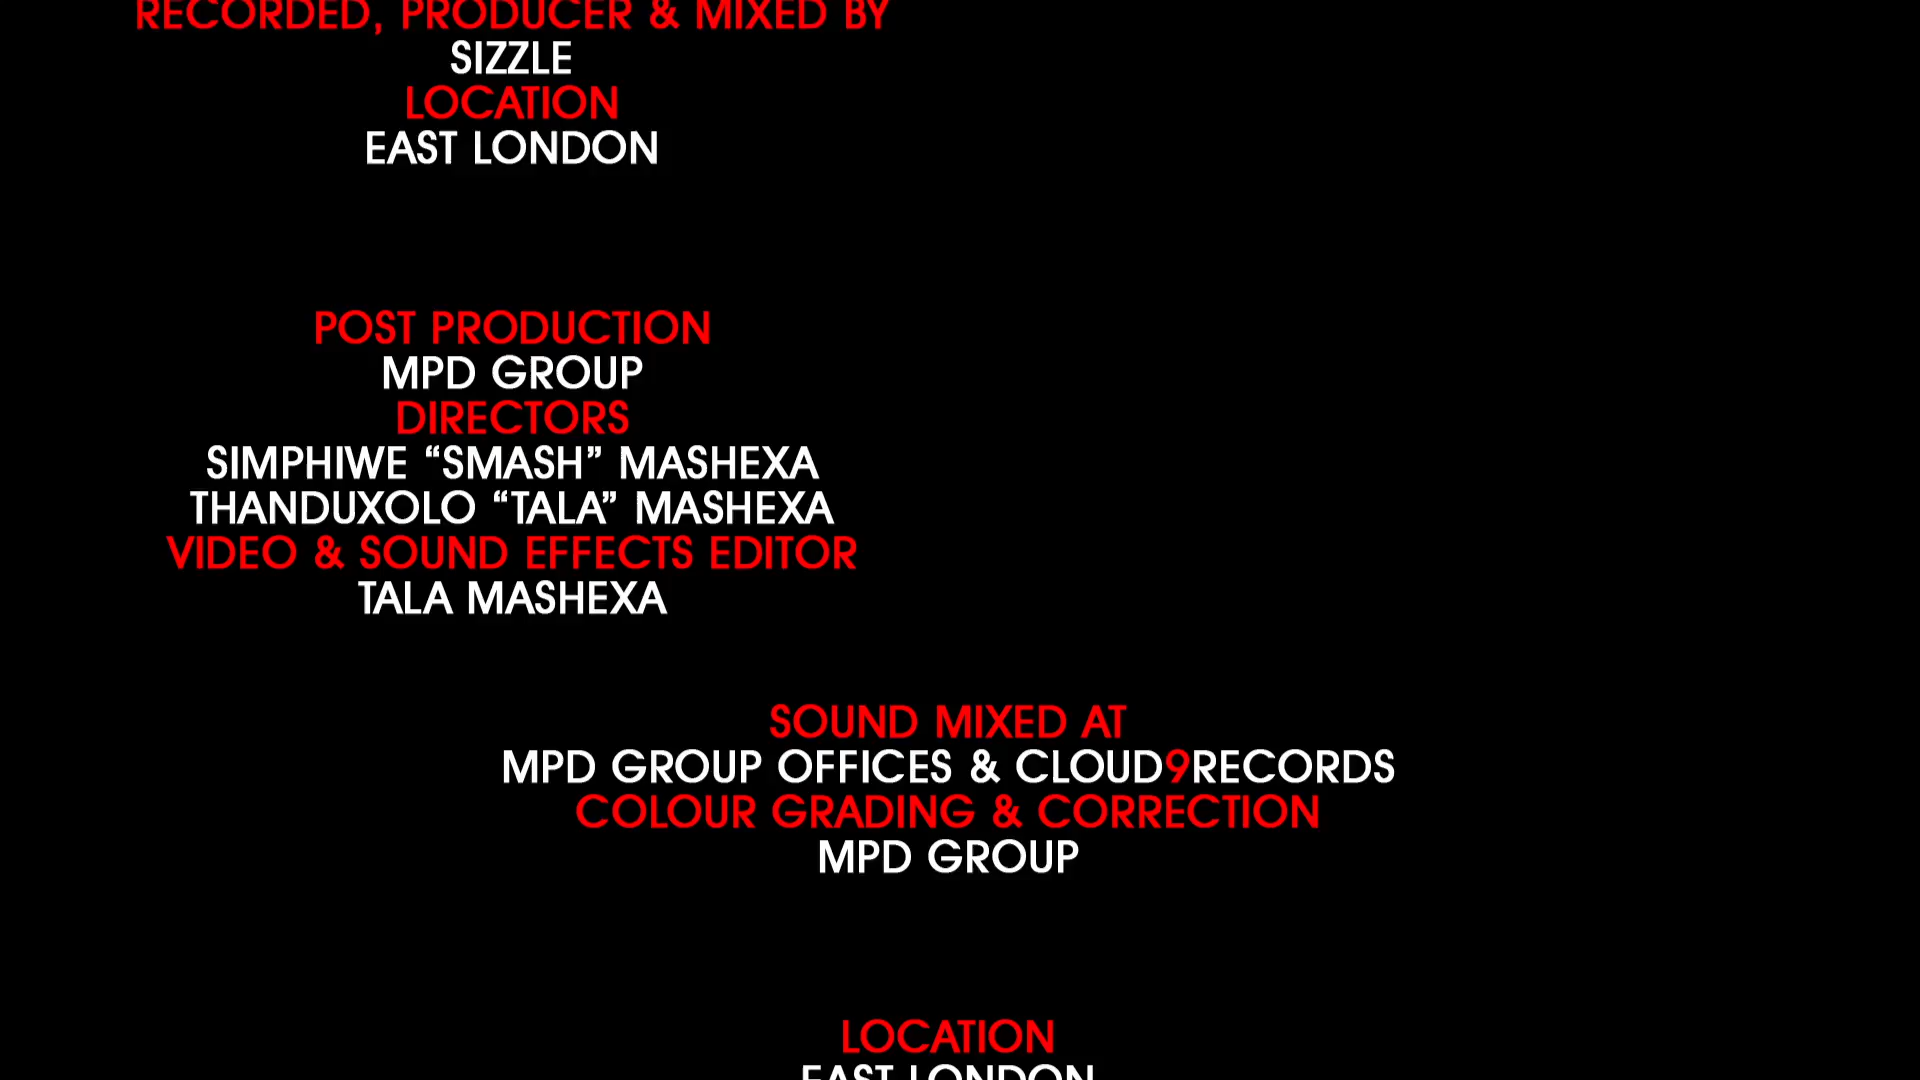 RECORDED, PRODUCER & MIXED BY
SIZZLE
LOCATION
EAST LONDON
POST PRODUCTION
MPD GROUP
DIRECTORS
SIMPHIWE “SMASH” MASHEXA
THANDUXOLO “TALA” MASHEXA
VIDEO & SOUND EFFECTS EDITOR
TALA MASHEXA
SOUND MIXED AT
MPD GROUP OFFICES & CLOUD9RECORDS
COLOUR GRADING & CORRECTION
MPD GROUP
LOCATION
EAST LONDON